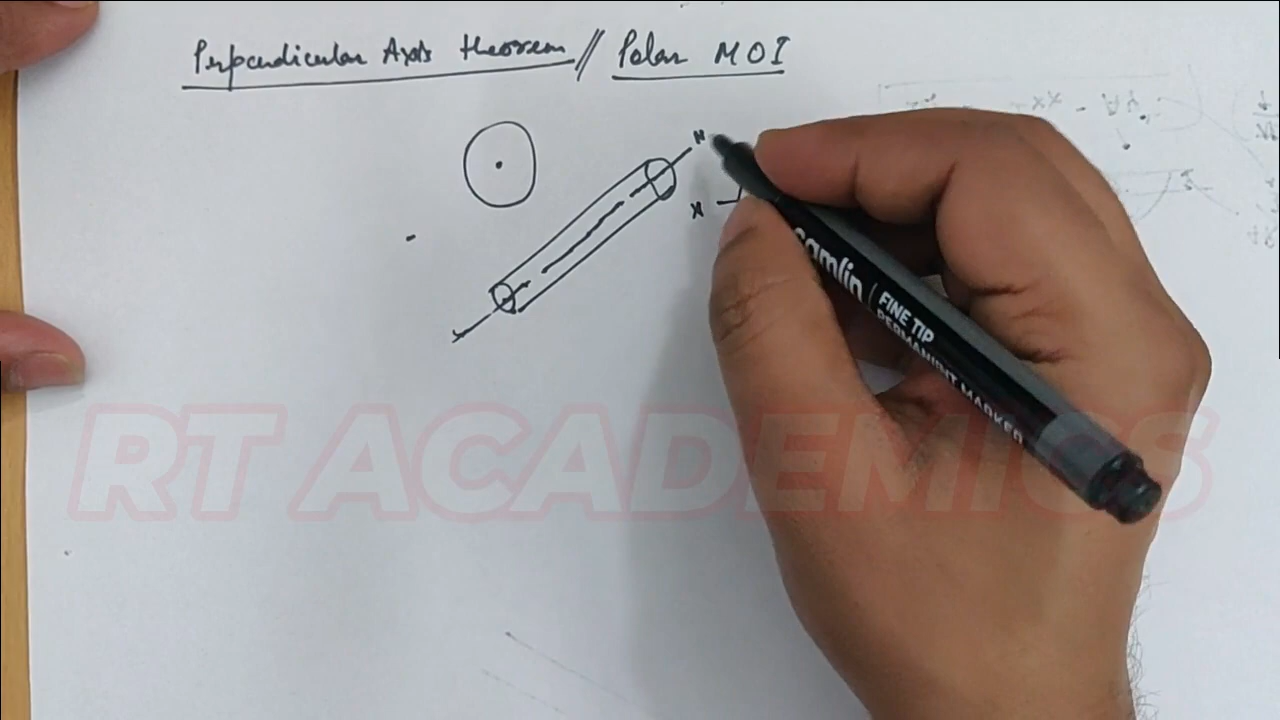 Perpendicular Axis theorem // Polar MOI
N
X
camlin
FINE TIP
PERMANENT MARKER
RT ACADEMICS